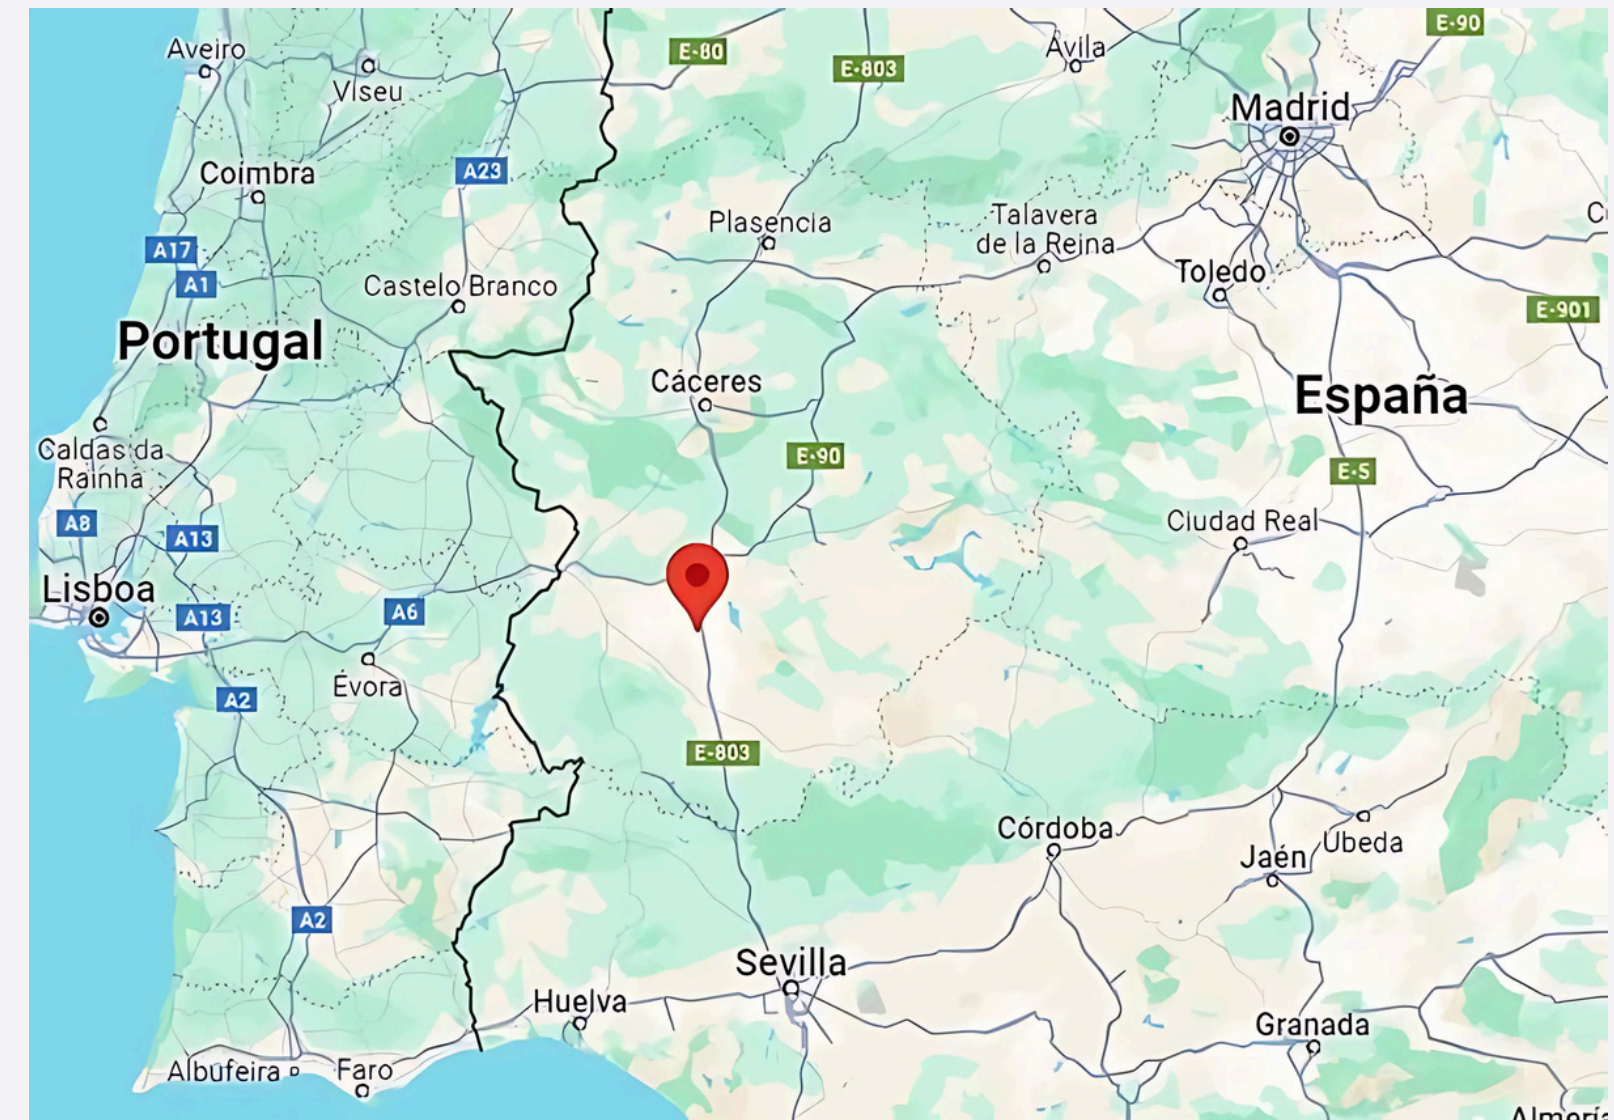 Aveiro
Viseu
E-80
E-803
Ávila
E-90
Madrid
Coimbra
A23
Plasencia
Talavera
de la Reina
C
A17
A1
Castelo Branco
Toledo
E-901
Portugal
Cáceres
España
Caldas da
Rainha
E-90
E-5
A8
A13
Ciudad Real
Lisboa
A13
A6
Évora
A2
E-803
Córdoba
Úbeda
Jaén
A2
Sevilla
Huelva
Granada
Albufeira
Faro
Almería